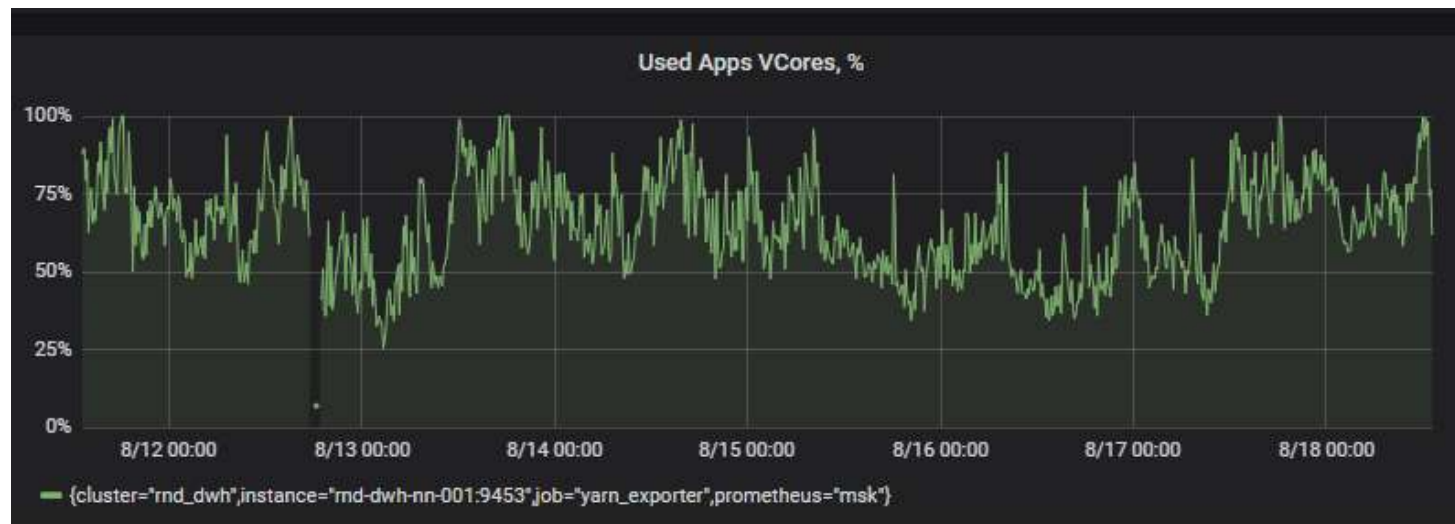 Used Apps VCores, %
100%
75%
50%
25%
0%
8/12 00:00 8/13 00:00 8/14 00:00 8/15 00:00 8/16 00:00 8/17 00:00 8/18 00:00
{cluster="rnd_dwh",instance="rnd-dwh-nn-001:9453",job="yarn_exporter",prometheus="msk"}